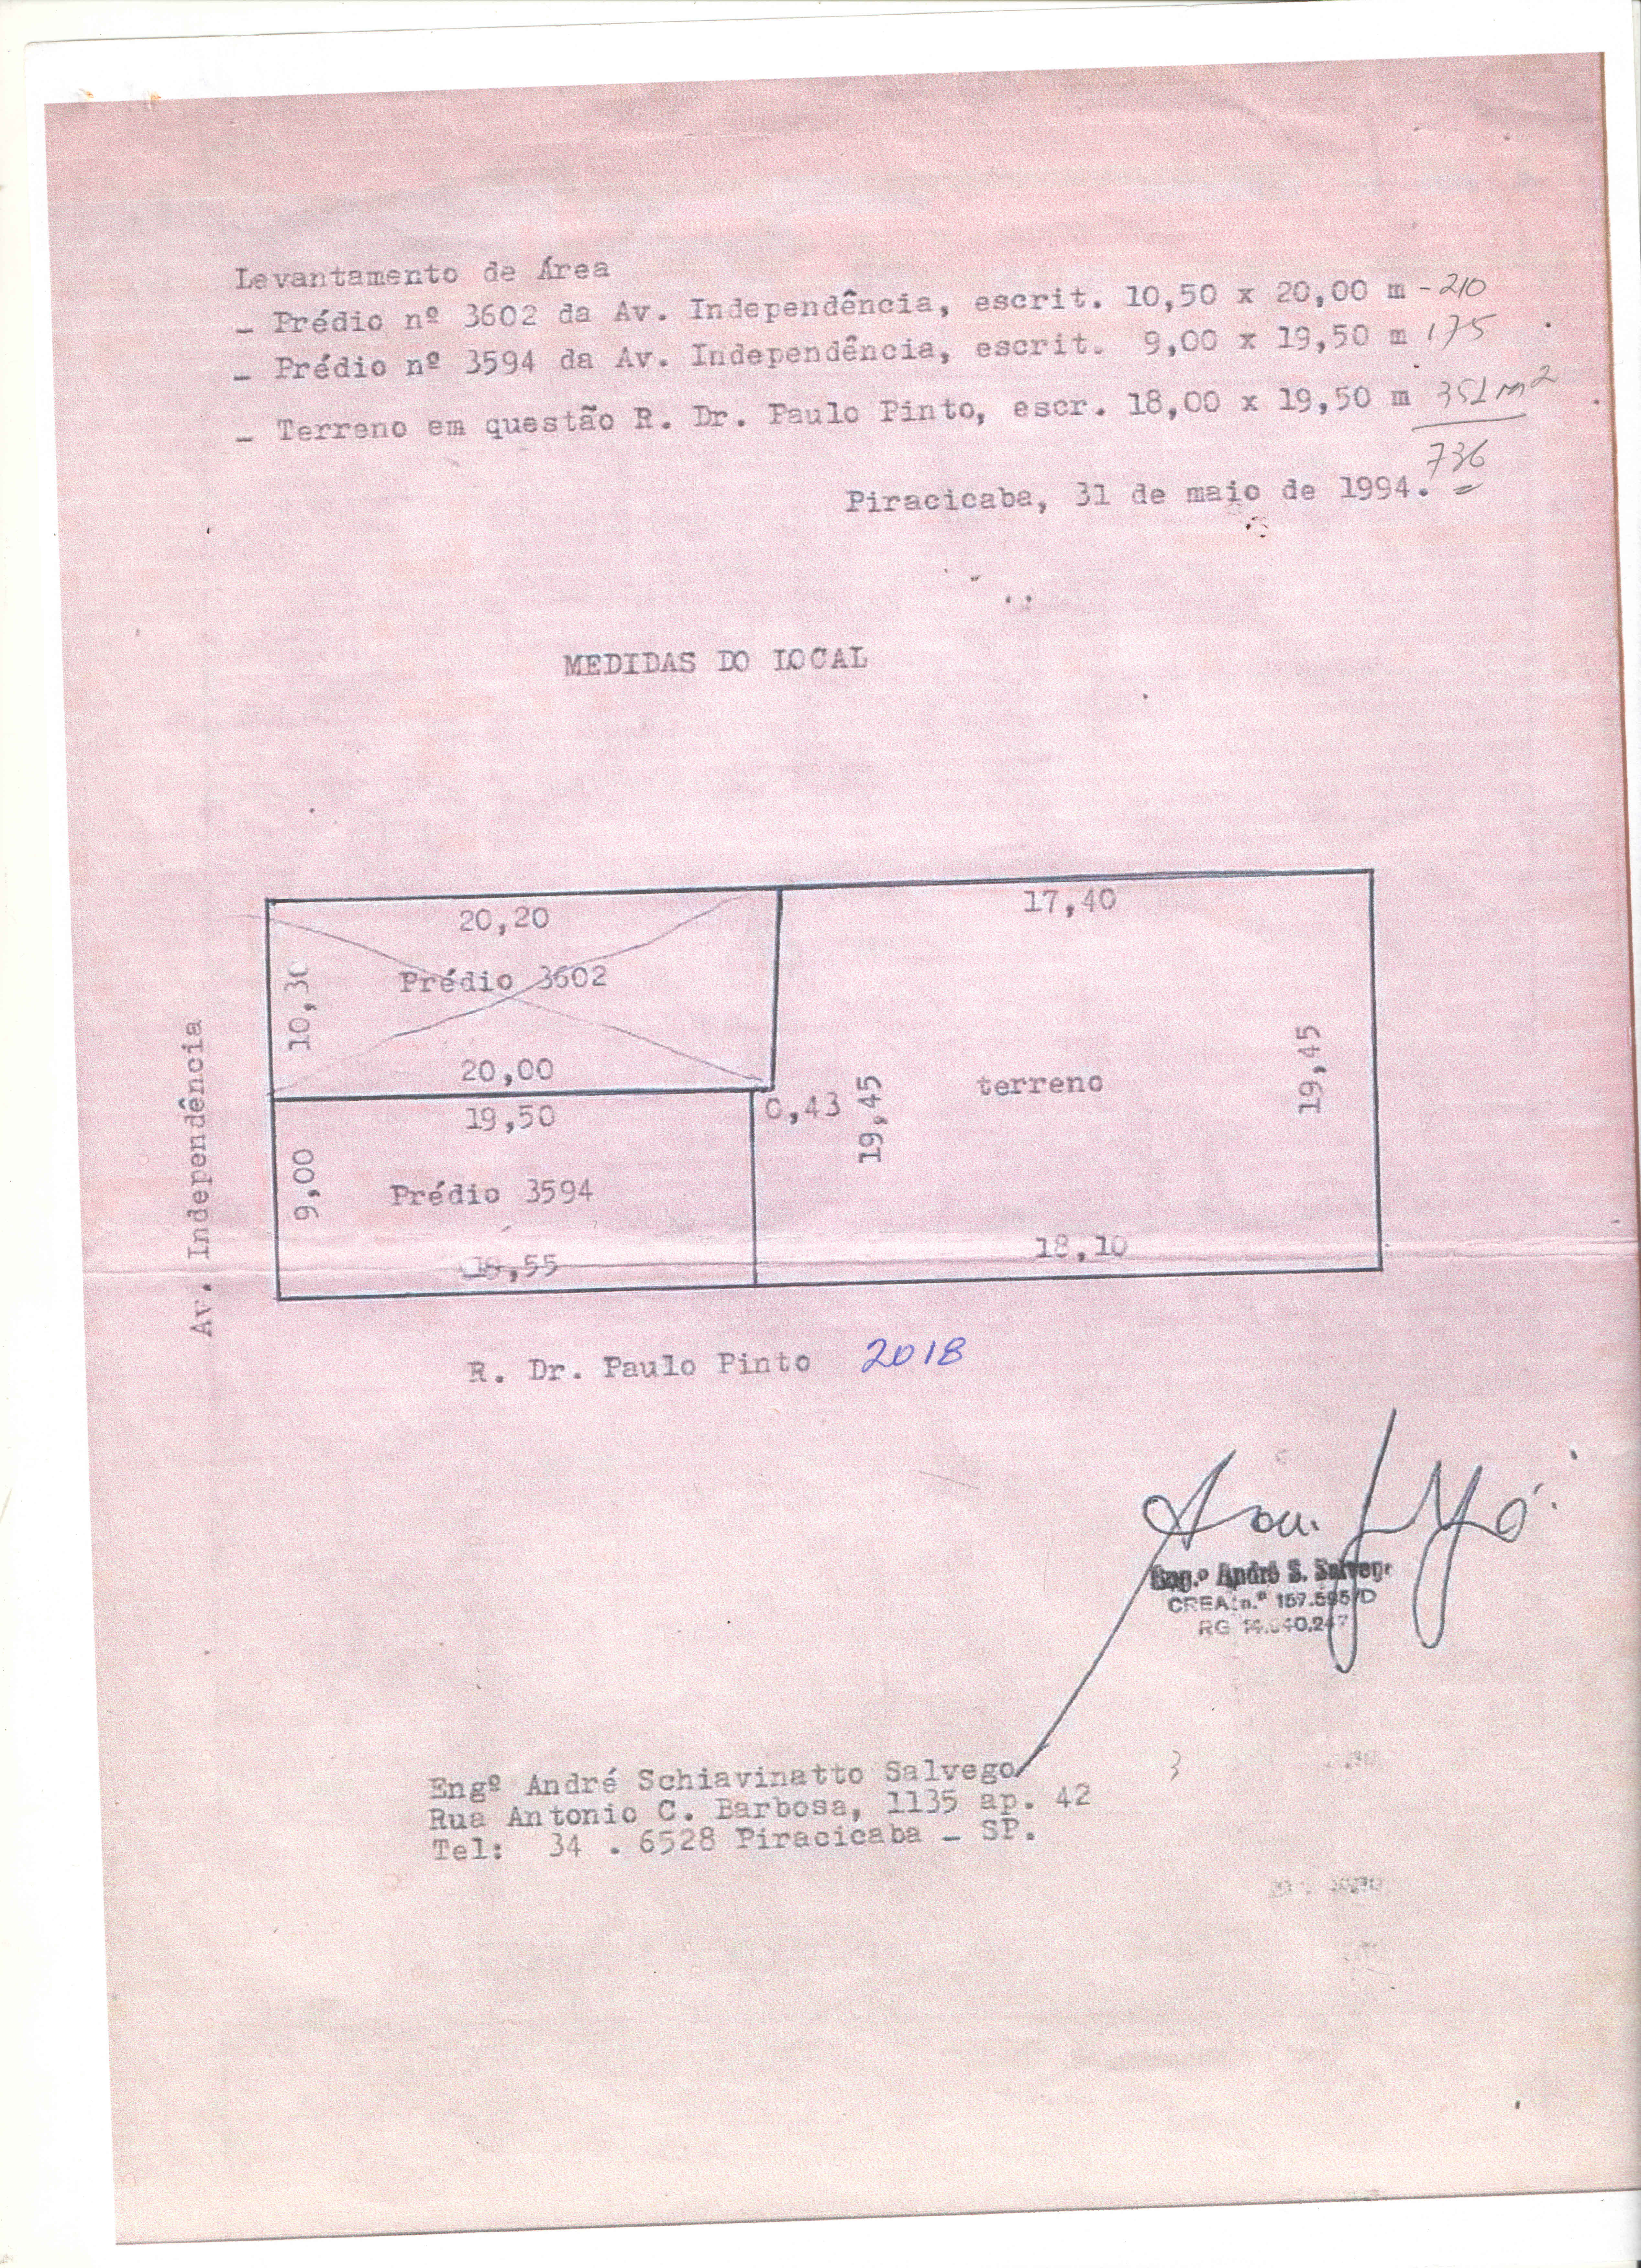 Levantamento de Área
- Prédio nº 3602 da Av. Independência, escrit. 10,50 x 20,00 m - 210
- Prédio nº 3594 da Av. Independência, escrit. 9,00 x 19,50 m 175
- Terreno em questão R. Dr. Paulo Pinto, escr. 18,00 x 19,50 m 351 m²
736
Piracicaba, 31 de maio de 1994.
MEDIDAS DO LOCAL
20,20
17,40
Prédio 3602
10,30
20,00
19,50
0,43
19,45
terreno
19,45
Av. Independência
9,00
Prédio 3594
18,10
R. Dr. Paulo Pinto 2018
Eng.º André S. Salvego
CREA n.º
RG
Engº André Schiavinatto Salvego
Rua Antonio C. Barbosa, 1135 ap. 42
Tel: 34 . 6528 Piracicaba - SP.